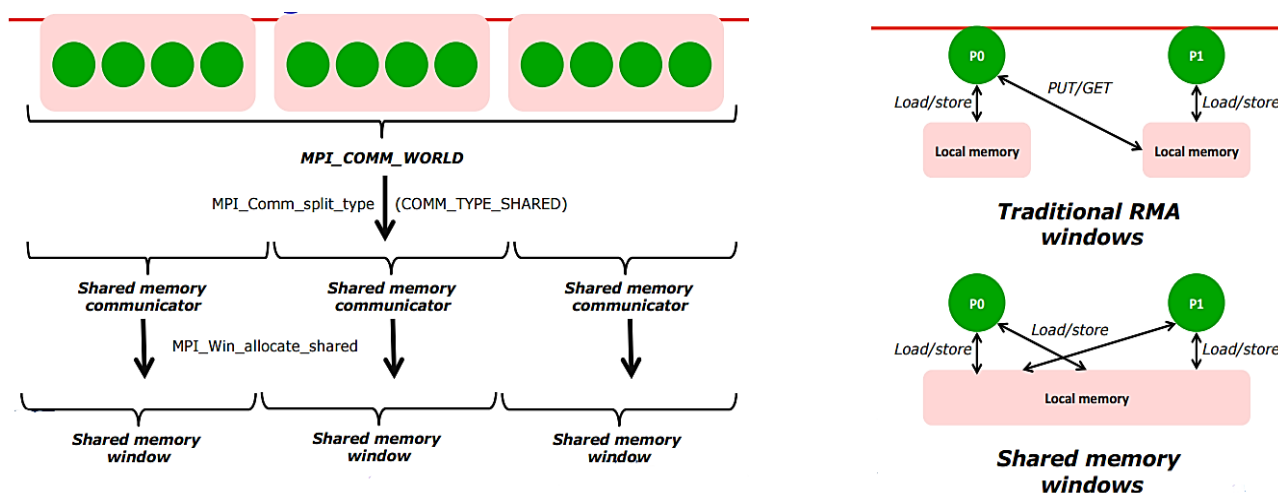 MPI_COMM_WORLD
MPI_Comm_split_type (COMM_TYPE_SHARED)
Shared memory
communicator
Shared memory
communicator
Shared memory
communicator
MPI_Win_allocate_shared
Shared memory
window
Shared memory
window
Shared memory
window
P0
P1
PUT/GET
Load/store
Load/store
Local memory
Local memory
Traditional RMA
windows
P0
P1
Load/store
Load/store
Load/store
Local memory
Shared memory
windows